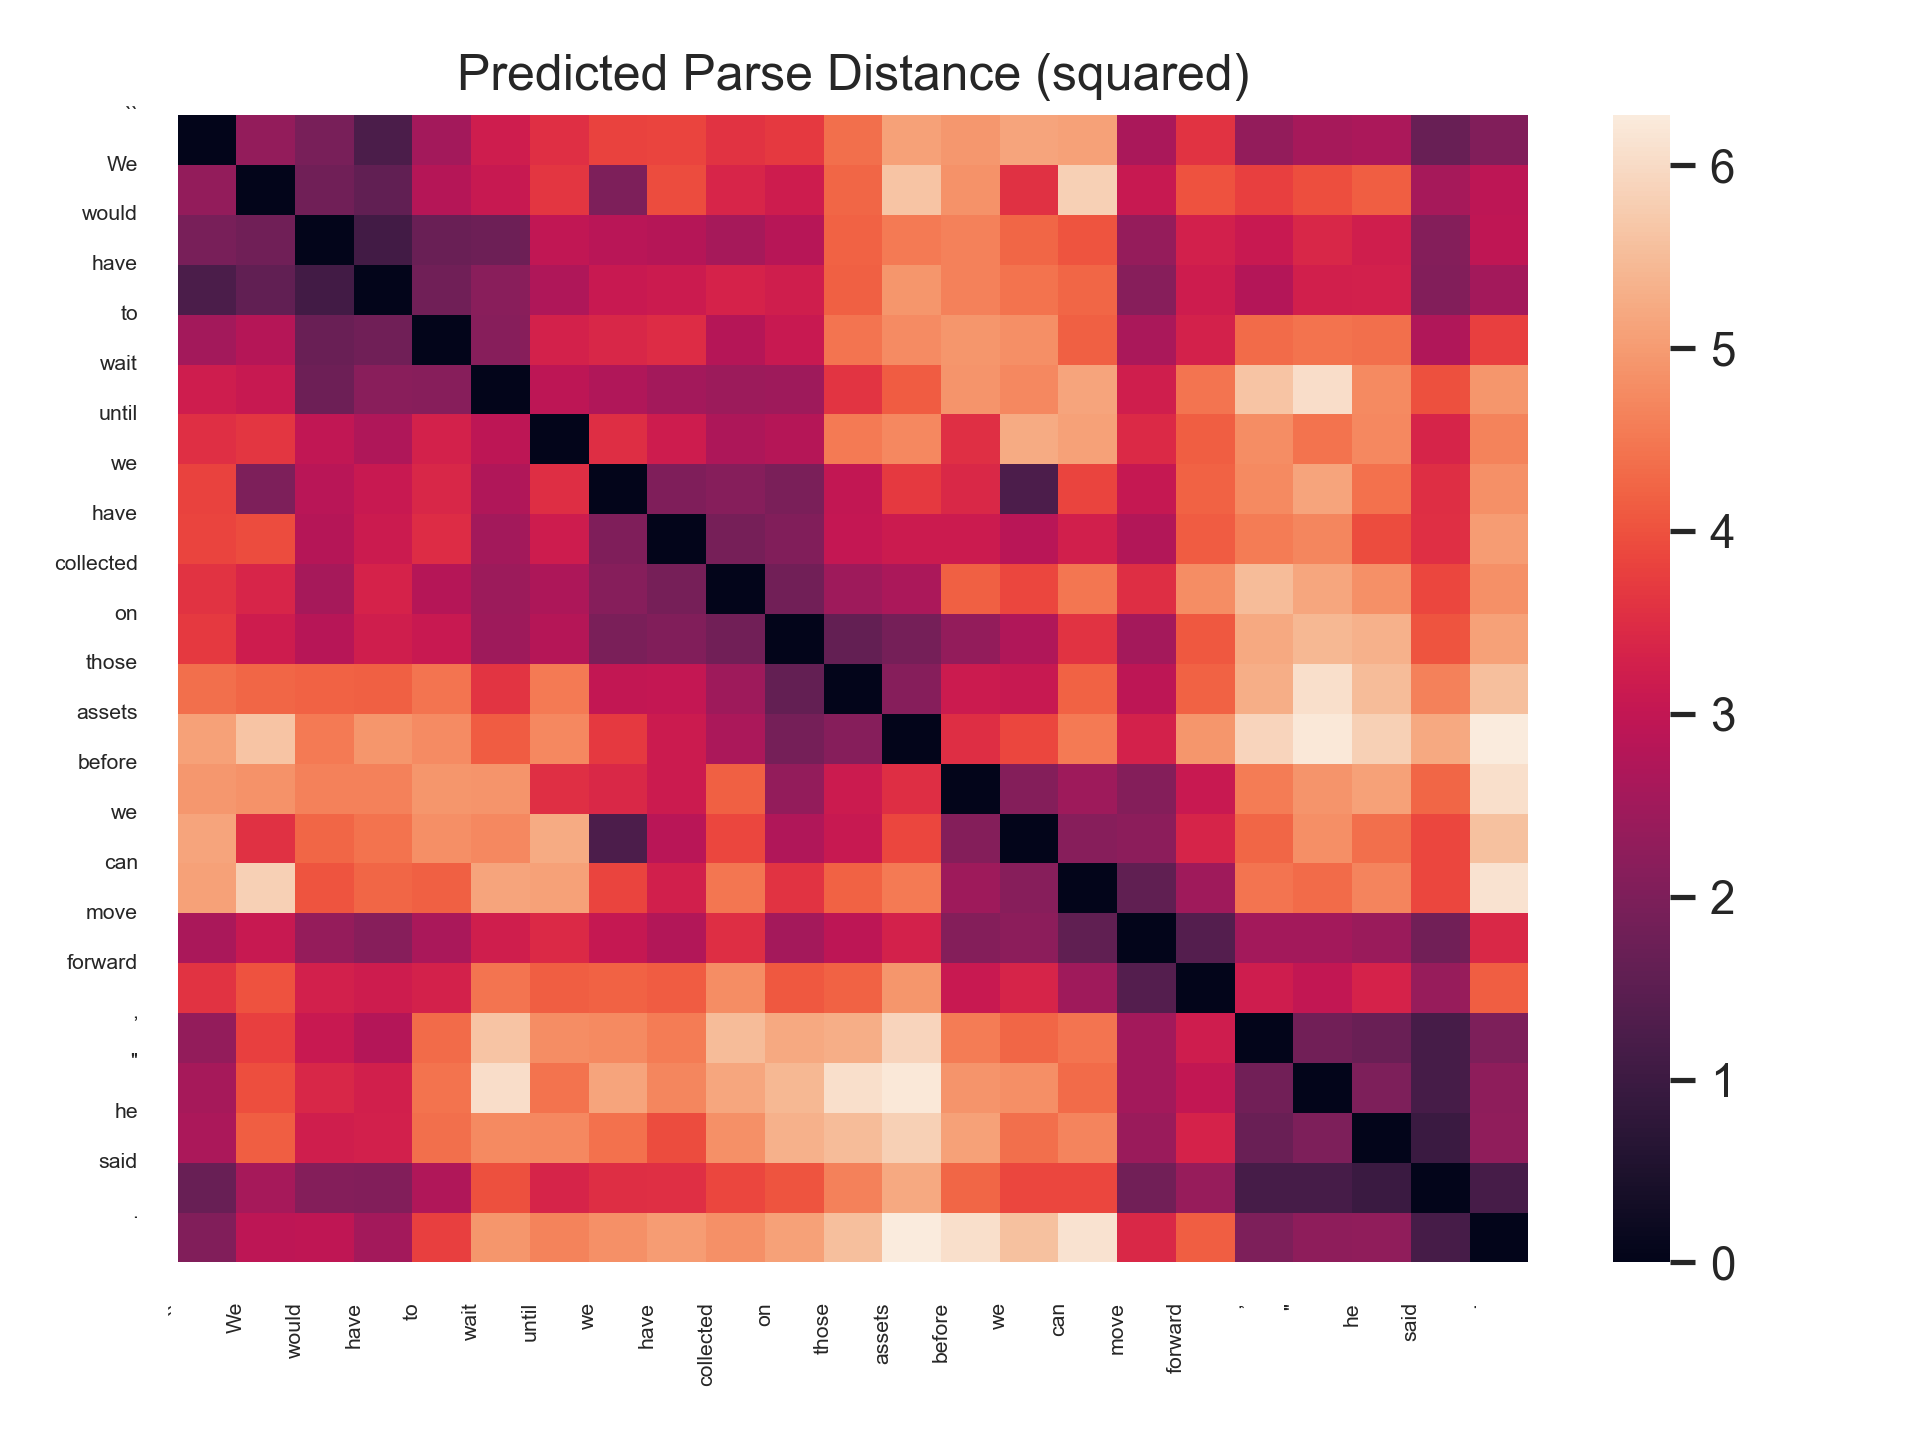 Predicted Parse Distance (squared)
``
We
would
have
to
wait
until
we
have
collected
on
those
assets
before
we
can
move
forward
,
"
he
said
.
6
5
4
3
2
1
0
`` We would have to wait until we have collected on those assets before we can move forward , " he said .